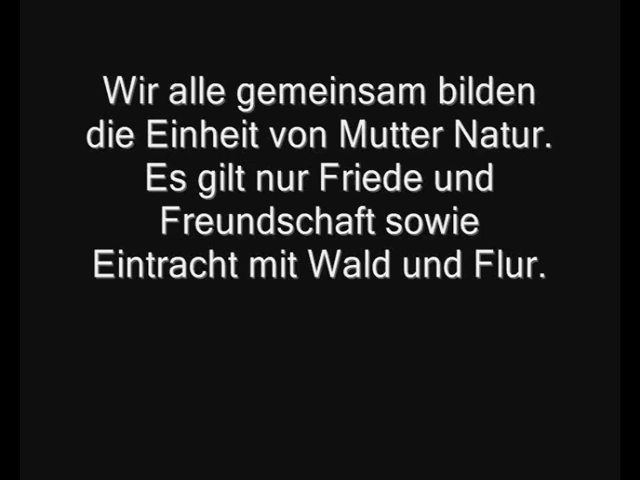 Wir alle gemeinsam bilden
die Einheit von Mutter Natur.
Es gilt nur Friede und
Freundschaft sowie
Eintracht mit Wald und Flur.